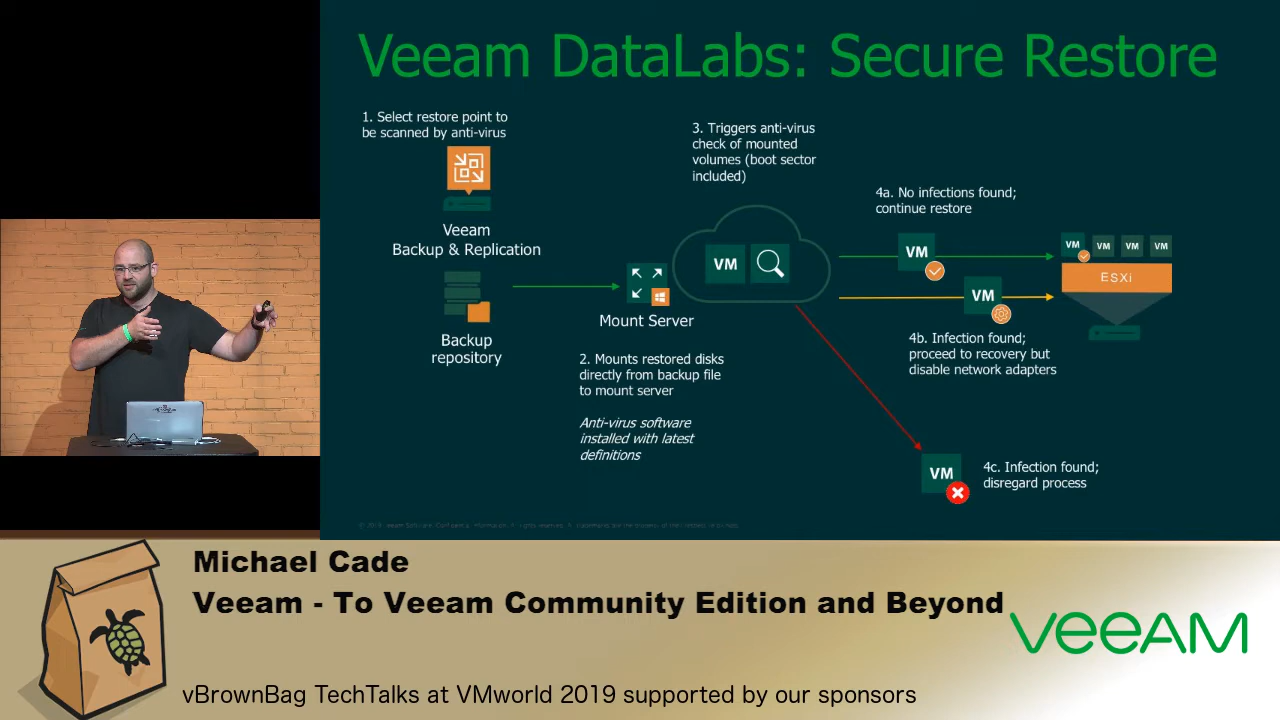 Veeam DataLabs: Secure Restore
1. Select restore point to
be scanned by anti-virus
Veeam
Backup & Replication
Backup
repository
Mount Server
2. Mounts restored disks
directly from backup file
to mount server
Anti-virus software
installed with latest
definitions
3. Triggers anti-virus
check of mounted
volumes (boot sector
included)
VM
4a. No infections found;
continue restore
VM
VM
VM
VM
VM
VM
ESXi
4b. Infection found;
proceed to recovery but
disable network adapters
VM
4c. Infection found;
disregard process
Michael Cade
Veeam - To Veeam Community Edition and Beyond
veeAM
vBrownBag TechTalks at VMworld 2019 supported by our sponsors